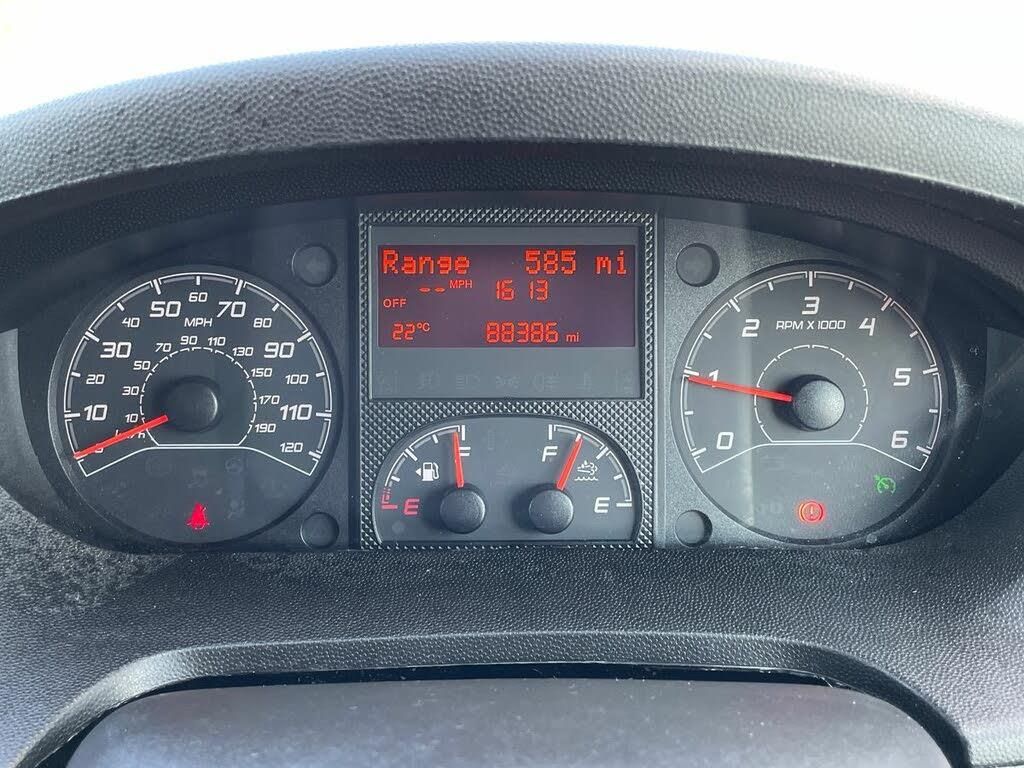 Range 585 mi
-- MPH 16 13
OFF
22°C 88386 mi
0 10 20 30 40 50 60 70 80 90 100 110 120
MPH
10 30 50 70 90 110 130 150 190
km/h
0 1 2 3 4 5 6
RPM X 1000
E F
F E